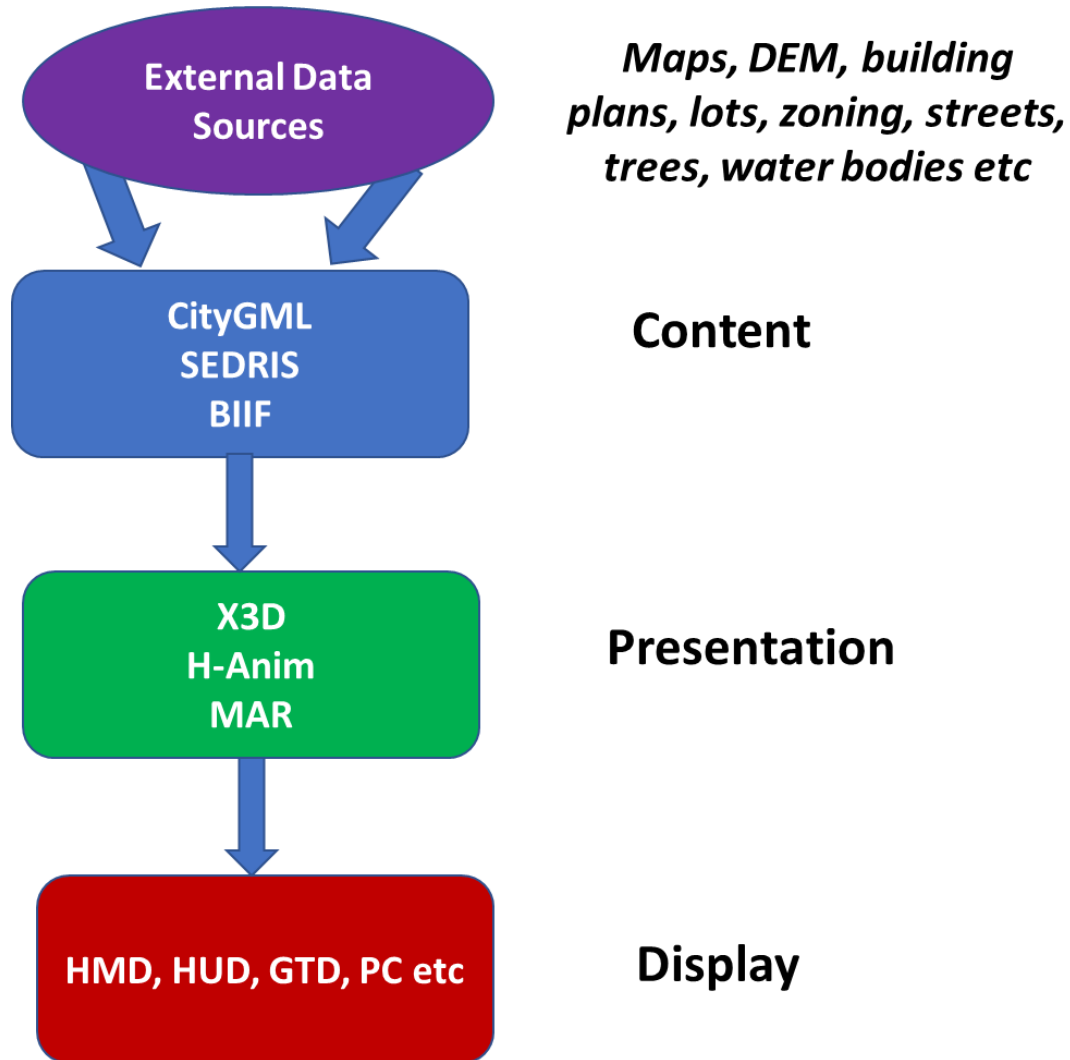 External Data
Sources
Maps, DEM, building
plans, lots, zoning, streets,
trees, water bodies etc
CityGML
SEDRIS
BIIF
Content
X3D
H-Anim
MAR
Presentation
HMD, HUD, GTD, PC etc
Display